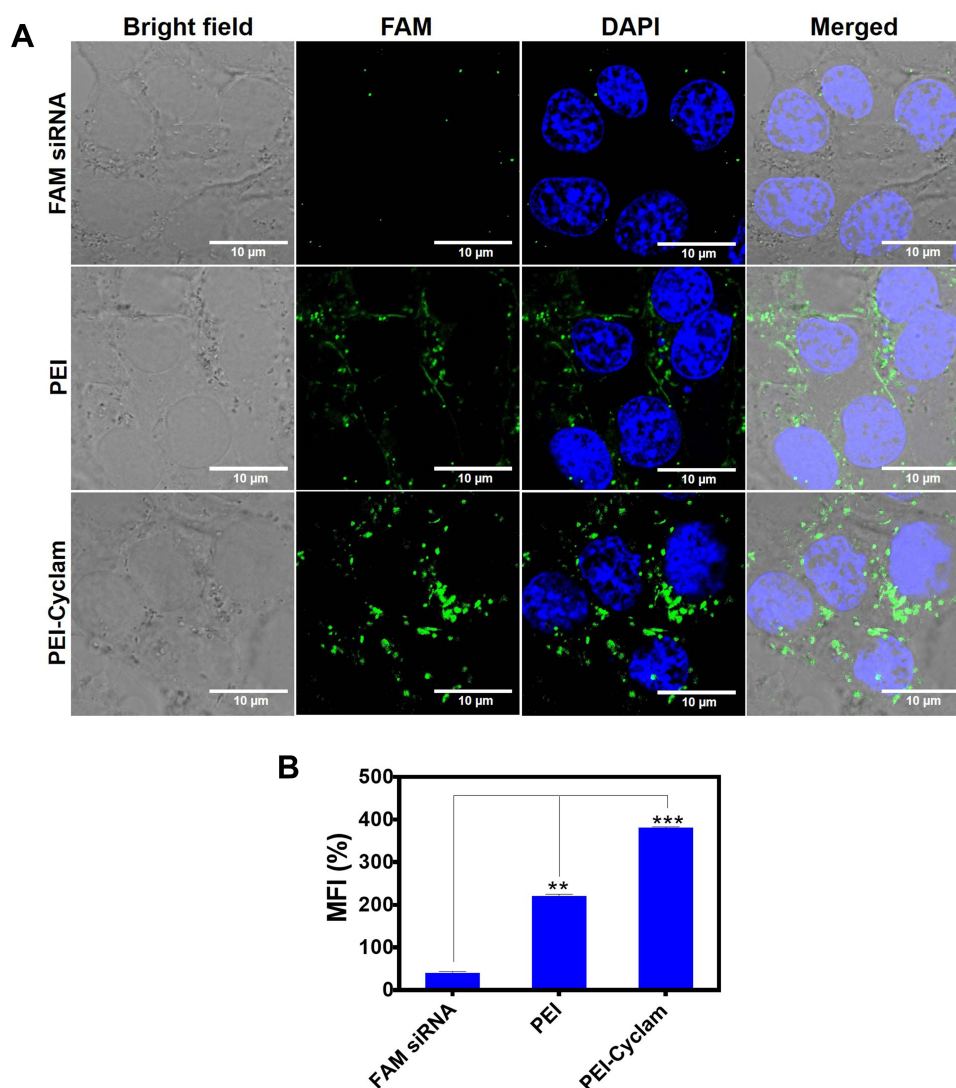 A
Bright field FAM DAPI Merged
FAM siRNA
10 µm 10 µm 10 µm 10 µm
PEI
10 µm 10 µm 10 µm 10 µm
PEI-Cyclam
10 µm 10 µm 10 µm 10 µm
B
MFI (%)
500
400
300
200
100
0
***
**
FAM siRNA PEI PEI-Cyclam